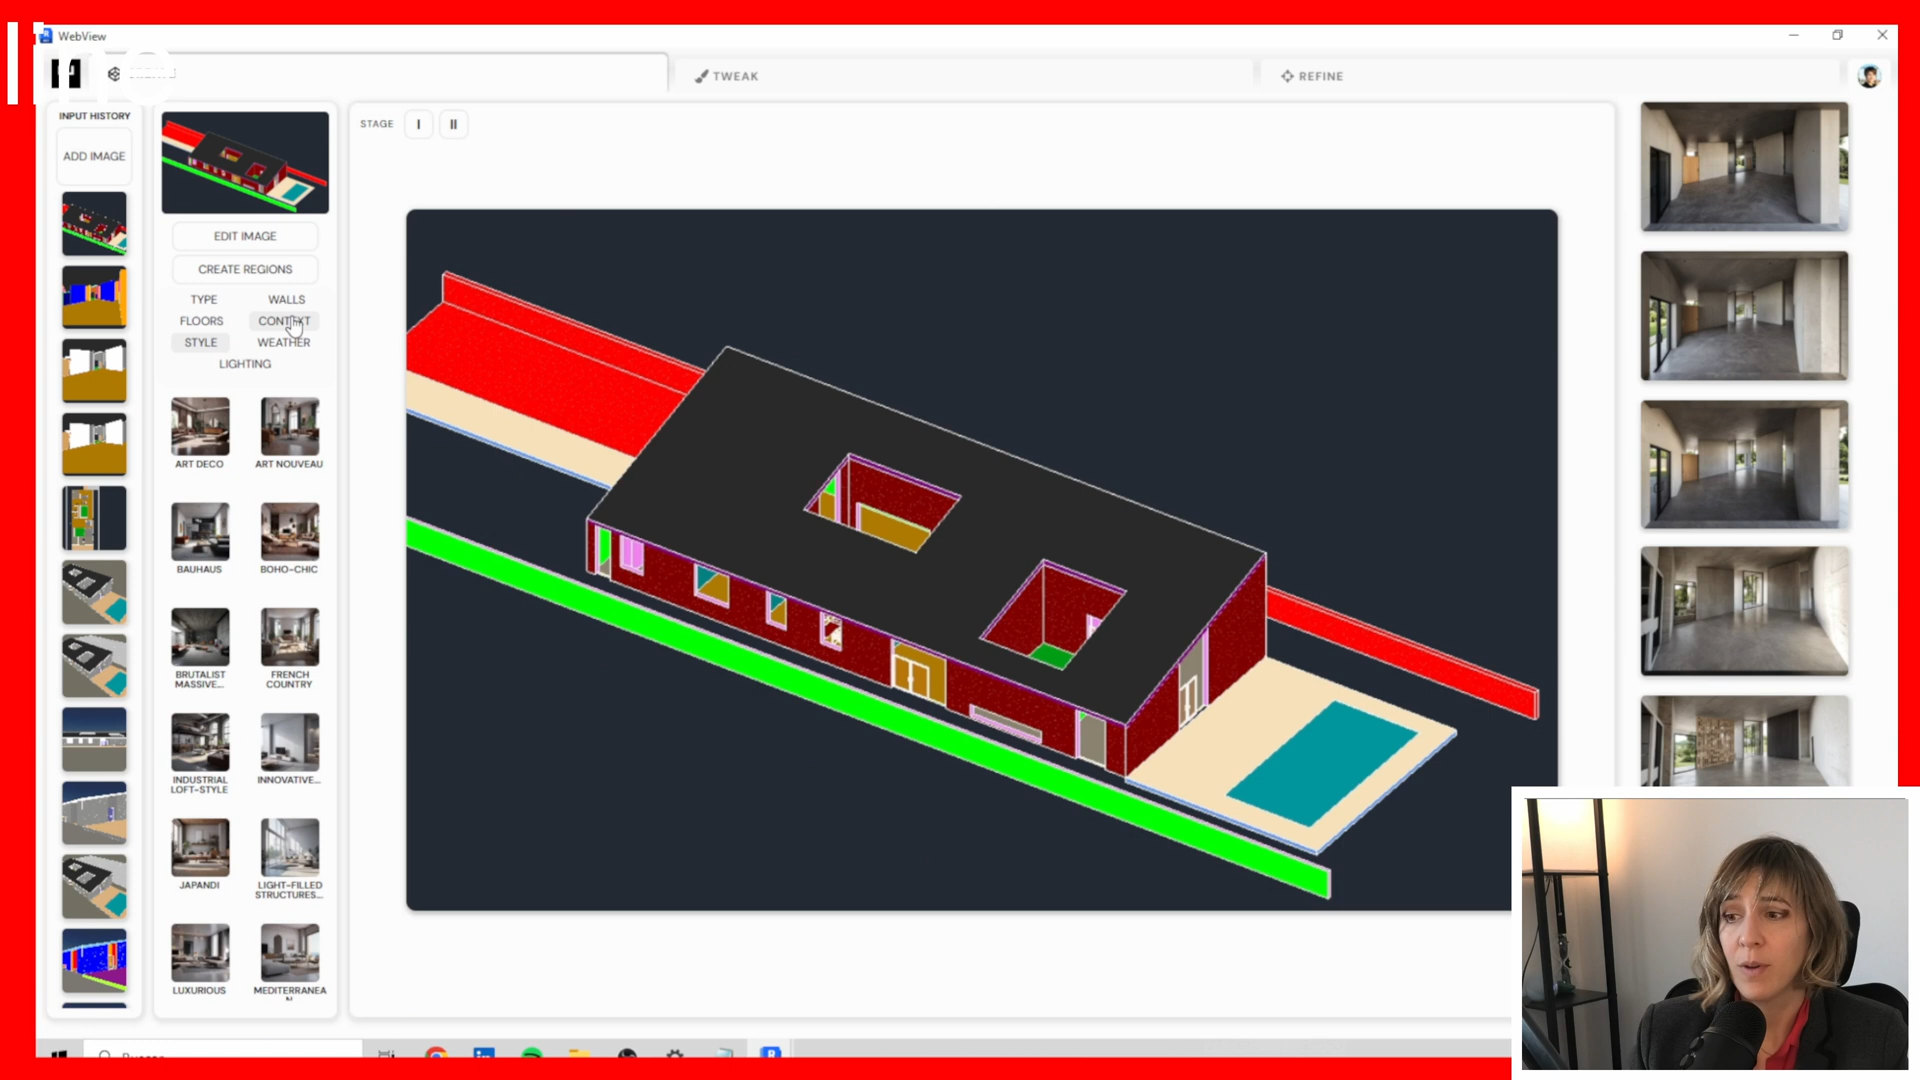 WebView
TWEAK
REFINE
INPUT HISTORY
ADD IMAGE
STAGE
I
II
EDIT IMAGE
CREATE REGIONS
TYPE
WALLS
FLOORS
CONTEXT
STYLE
WEATHER
LIGHTING
ART DECO
ART NOUVEAU
BAUHAUS
BOHO-CHIC
BRUTALIST
MASSIVE...
FRENCH
COUNTRY
INDUSTRIAL
LOFT-STYLE
INNOVATIVE...
JAPANDI
LIGHT-FILLED
STRUCTURES...
LUXURIOUS
MEDITERRANEA
N